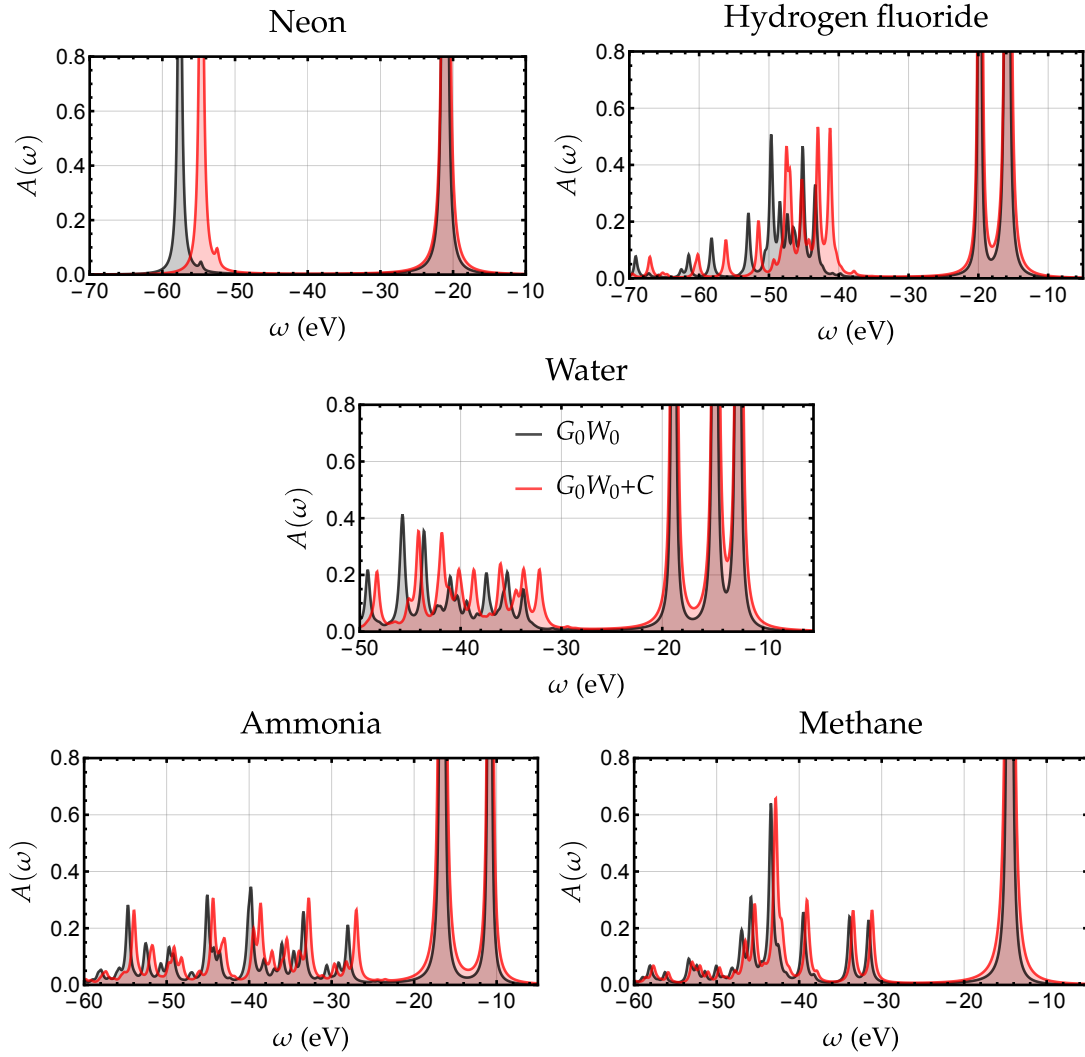 Neon
A(ω)
0.8
0.6
0.4
0.2
0.0
−70 −60 −50 −40 −30 −20 −10
ω (eV)
Hydrogen fluoride
A(ω)
0.8
0.6
0.4
0.2
0.0
−70 −60 −50 −40 −30 −20 −10
ω (eV)
Water
A(ω)
0.8
0.6
0.4
0.2
0.0
G₀W₀
G₀W₀+C
−50 −40 −30 −20 −10
ω (eV)
Ammonia
A(ω)
0.8
0.6
0.4
0.2
0.0
−60 −50 −40 −30 −20 −10
ω (eV)
Methane
A(ω)
0.8
0.6
0.4
0.2
0.0
−60 −50 −40 −30 −20 −10
ω (eV)